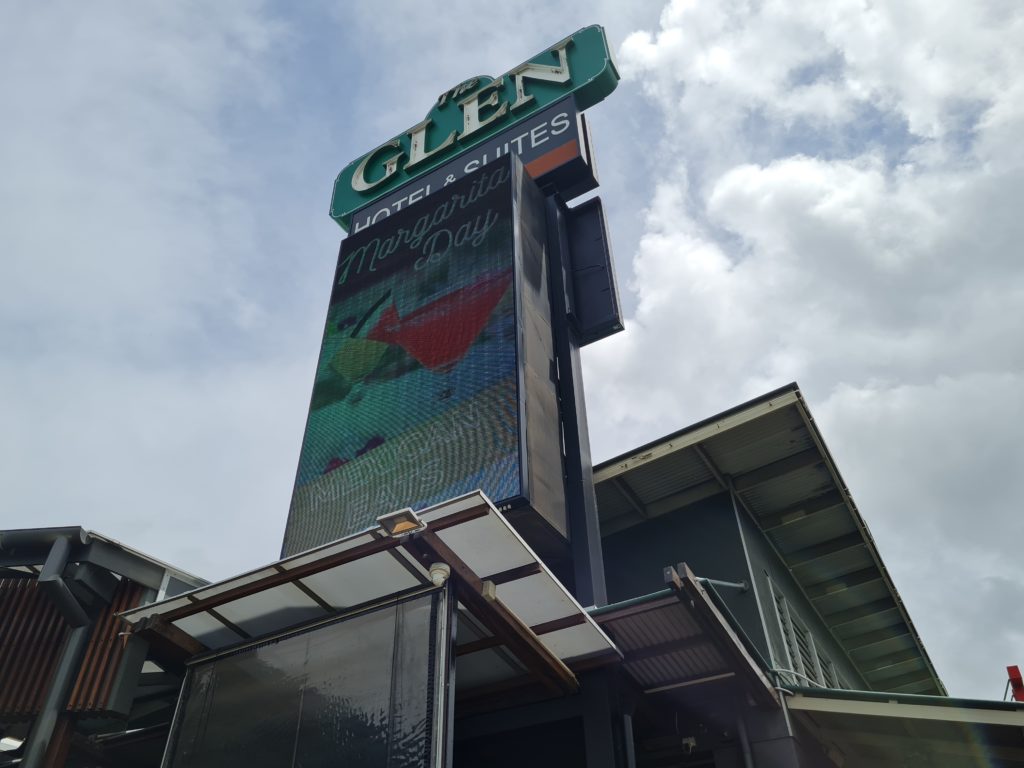 The
GLEN
HOTEL & SUITES
Margarita
Day